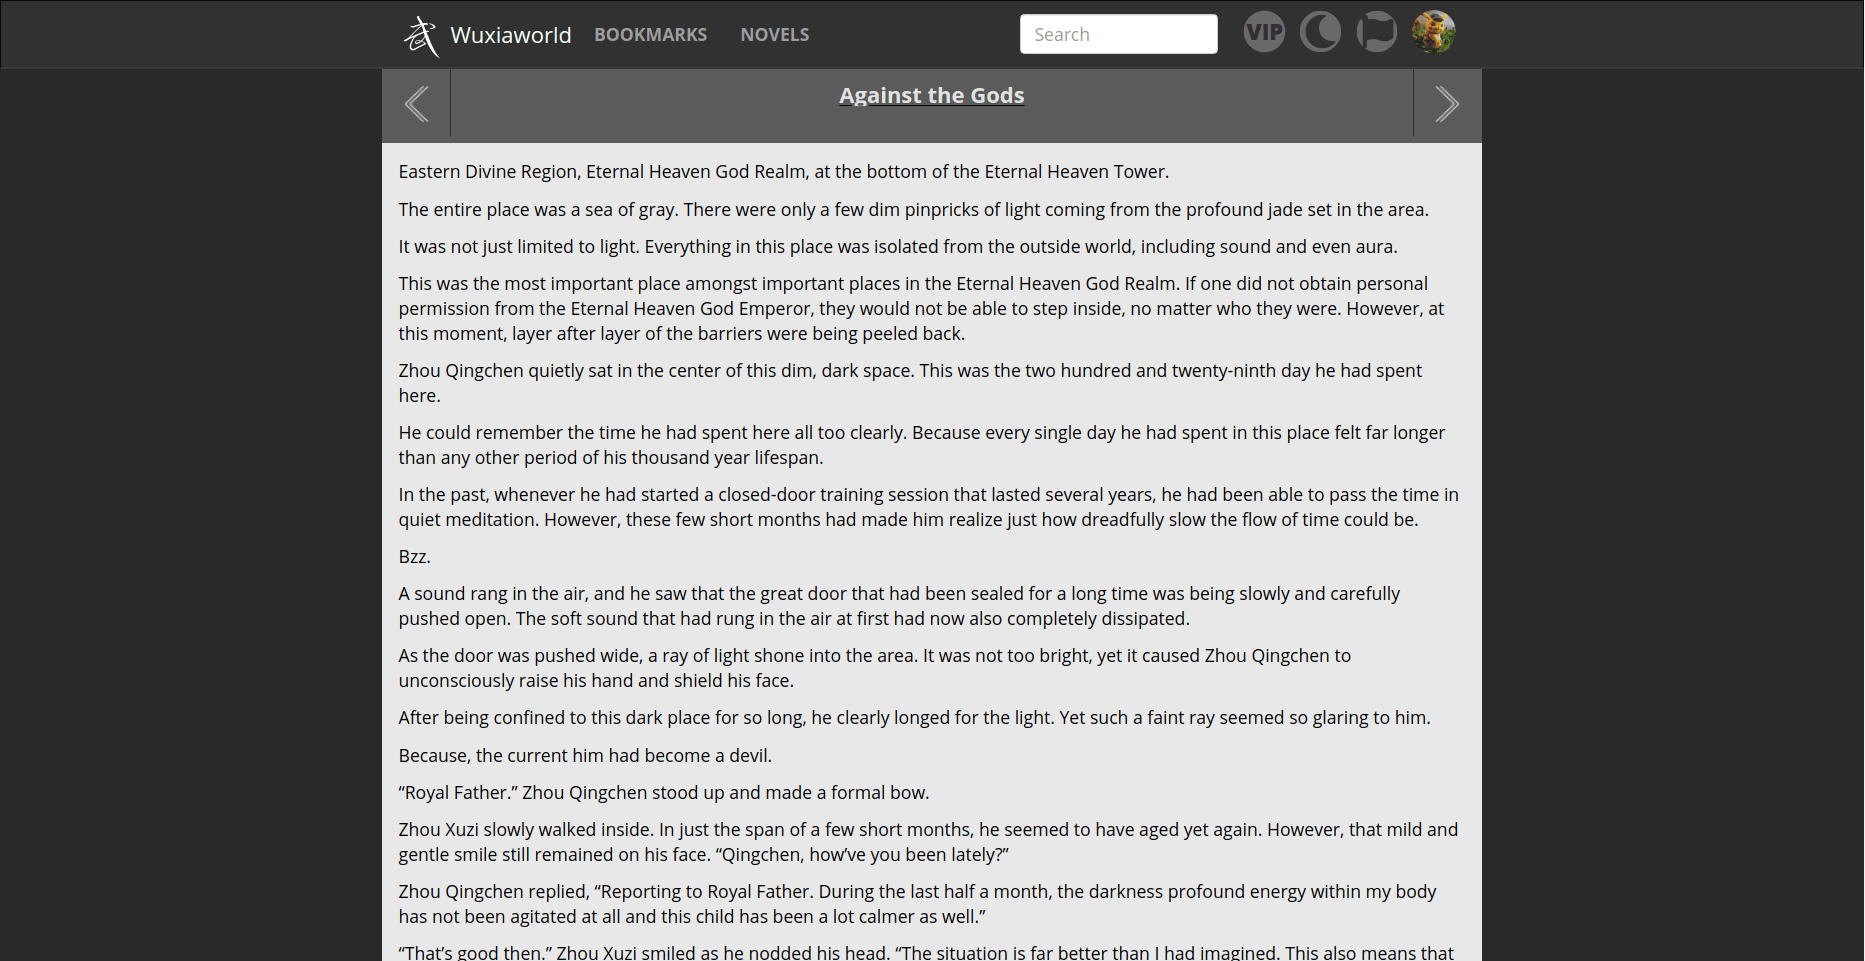 Wuxiaworld BOOKMARKS NOVELS Search VIP
Against the Gods
Eastern Divine Region, Eternal Heaven God Realm, at the bottom of the Eternal Heaven Tower.
The entire place was a sea of gray. There were only a few dim pinpricks of light coming from the profound jade set in the area.
It was not just limited to light. Everything in this place was isolated from the outside world, including sound and even aura.
This was the most important place amongst important places in the Eternal Heaven God Realm. If one did not obtain personal
permission from the Eternal Heaven God Emperor, they would not be able to step inside, no matter who they were. However, at
this moment, layer after layer of the barriers were being peeled back.
Zhou Qingchen quietly sat in the center of this dim, dark space. This was the two hundred and twenty-ninth day he had spent
here.
He could remember the time he had spent here all too clearly. Because every single day he had spent in this place felt far longer
than any other period of his thousand year lifespan.
In the past, whenever he had started a closed-door training session that lasted several years, he had been able to pass the time in
quiet meditation. However, these few short months had made him realize just how dreadfully slow the flow of time could be.
Bzz.
A sound rang in the air, and he saw that the great door that had been sealed for a long time was being slowly and carefully
pushed open. The soft sound that had rung in the air at first had now also completely dissipated.
As the door was pushed wide, a ray of light shone into the area. It was not too bright, yet it caused Zhou Qingchen to
unconsciously raise his hand and shield his face.
After being confined to this dark place for so long, he clearly longed for the light. Yet such a faint ray seemed so glaring to him.
Because, the current him had become a devil.
“Royal Father.” Zhou Qingchen stood up and made a formal bow.
Zhou Xuzi slowly walked inside. In just the span of a few short months, he seemed to have aged yet again. However, that mild and
gentle smile still remained on his face. “Qingchen, how’ve you been lately?”
Zhou Qingchen replied, “Reporting to Royal Father. During the last half a month, the darkness profound energy within my body
has not been agitated at all and this child has been a lot calmer as well.”
“That’s good then.” Zhou Xuzi smiled as he nodded his head. “The situation is far better than I had imagined. This also means that